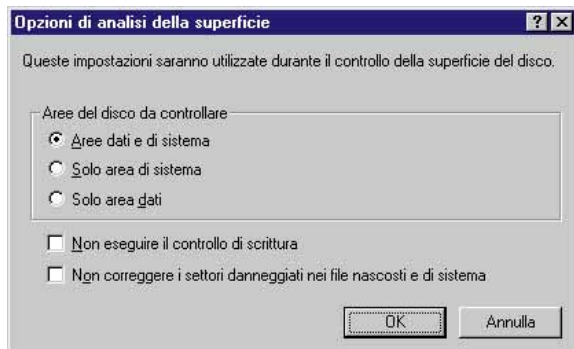 Opzioni di analisi della superficie
Queste impostazioni saranno utilizzate durante il controllo della superficie del disco.
Aree del disco da controllare
Aree dati e di sistema
Solo area di sistema
Solo area dati
Non eseguire il controllo di scrittura
Non correggere i settori danneggiati nei file nascosti e di sistema
OK
Annulla